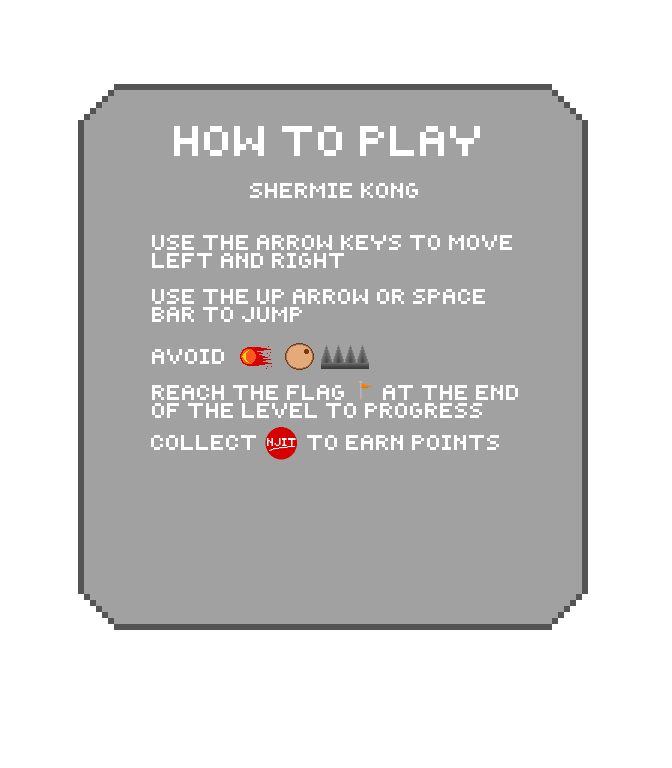 HOW TO PLAY
SHERMIE KONG
USE THE ARROW KEYS TO MOVE
LEFT AND RIGHT
USE THE UP ARROW OR SPACE
BAR TO JUMP
AVOID
REACH THE FLAG AT THE END
OF THE LEVEL TO PROGRESS
COLLECT NJIT TO EARN POINTS